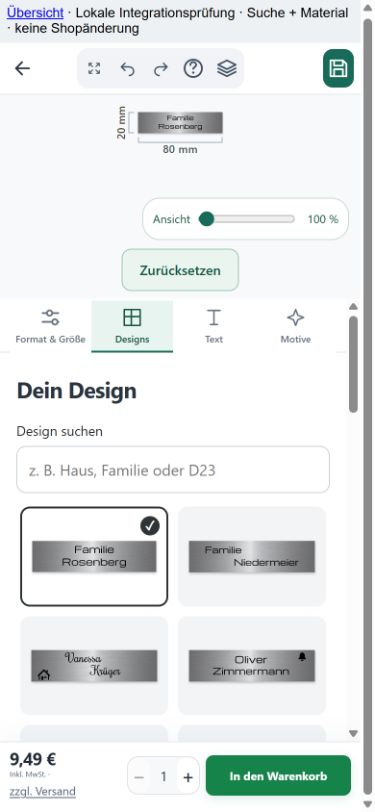 Übersicht · Lokale Integrationsprüfung · Suche + Material
· keine Shopänderung
Familie
Rosenberg
20 mm
80 mm
Ansicht 100 %
Zurücksetzen
Format & Größe Designs Text Motive
Dein Design
Design suchen
z. B. Haus, Familie oder D23
Familie
Rosenberg
Familie
Niedermeier
Vanessa
Krüger
Oliver
Zimmermann
9,49 €
Inkl. MwSt. ·
zzgl. Versand
− 1 +
In den Warenkorb